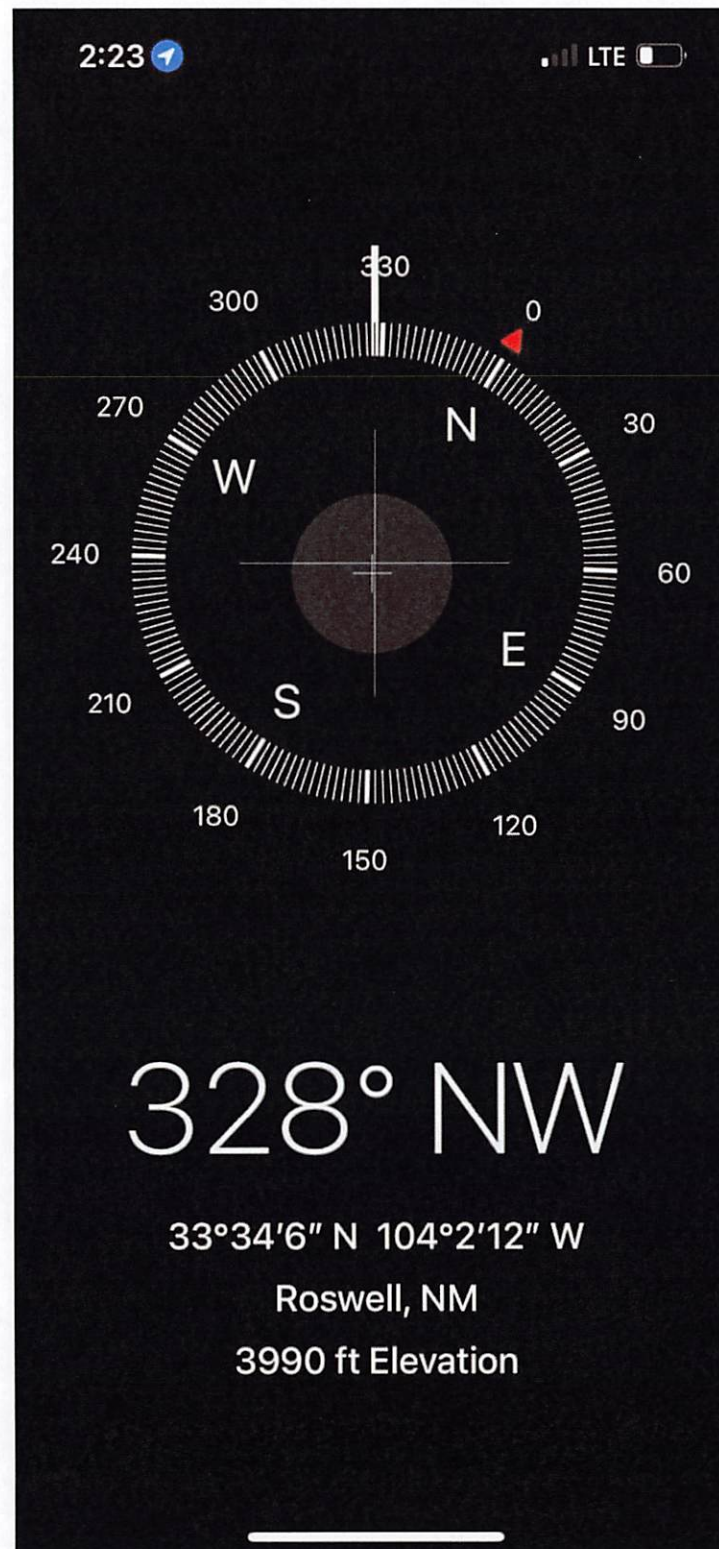 2:23 LTE
330
300 0
270 30
N
W
240 60
E
S
210 90
180 120
150
328° NW
33°34'6" N 104°2'12" W
Roswell, NM
3990 ft Elevation